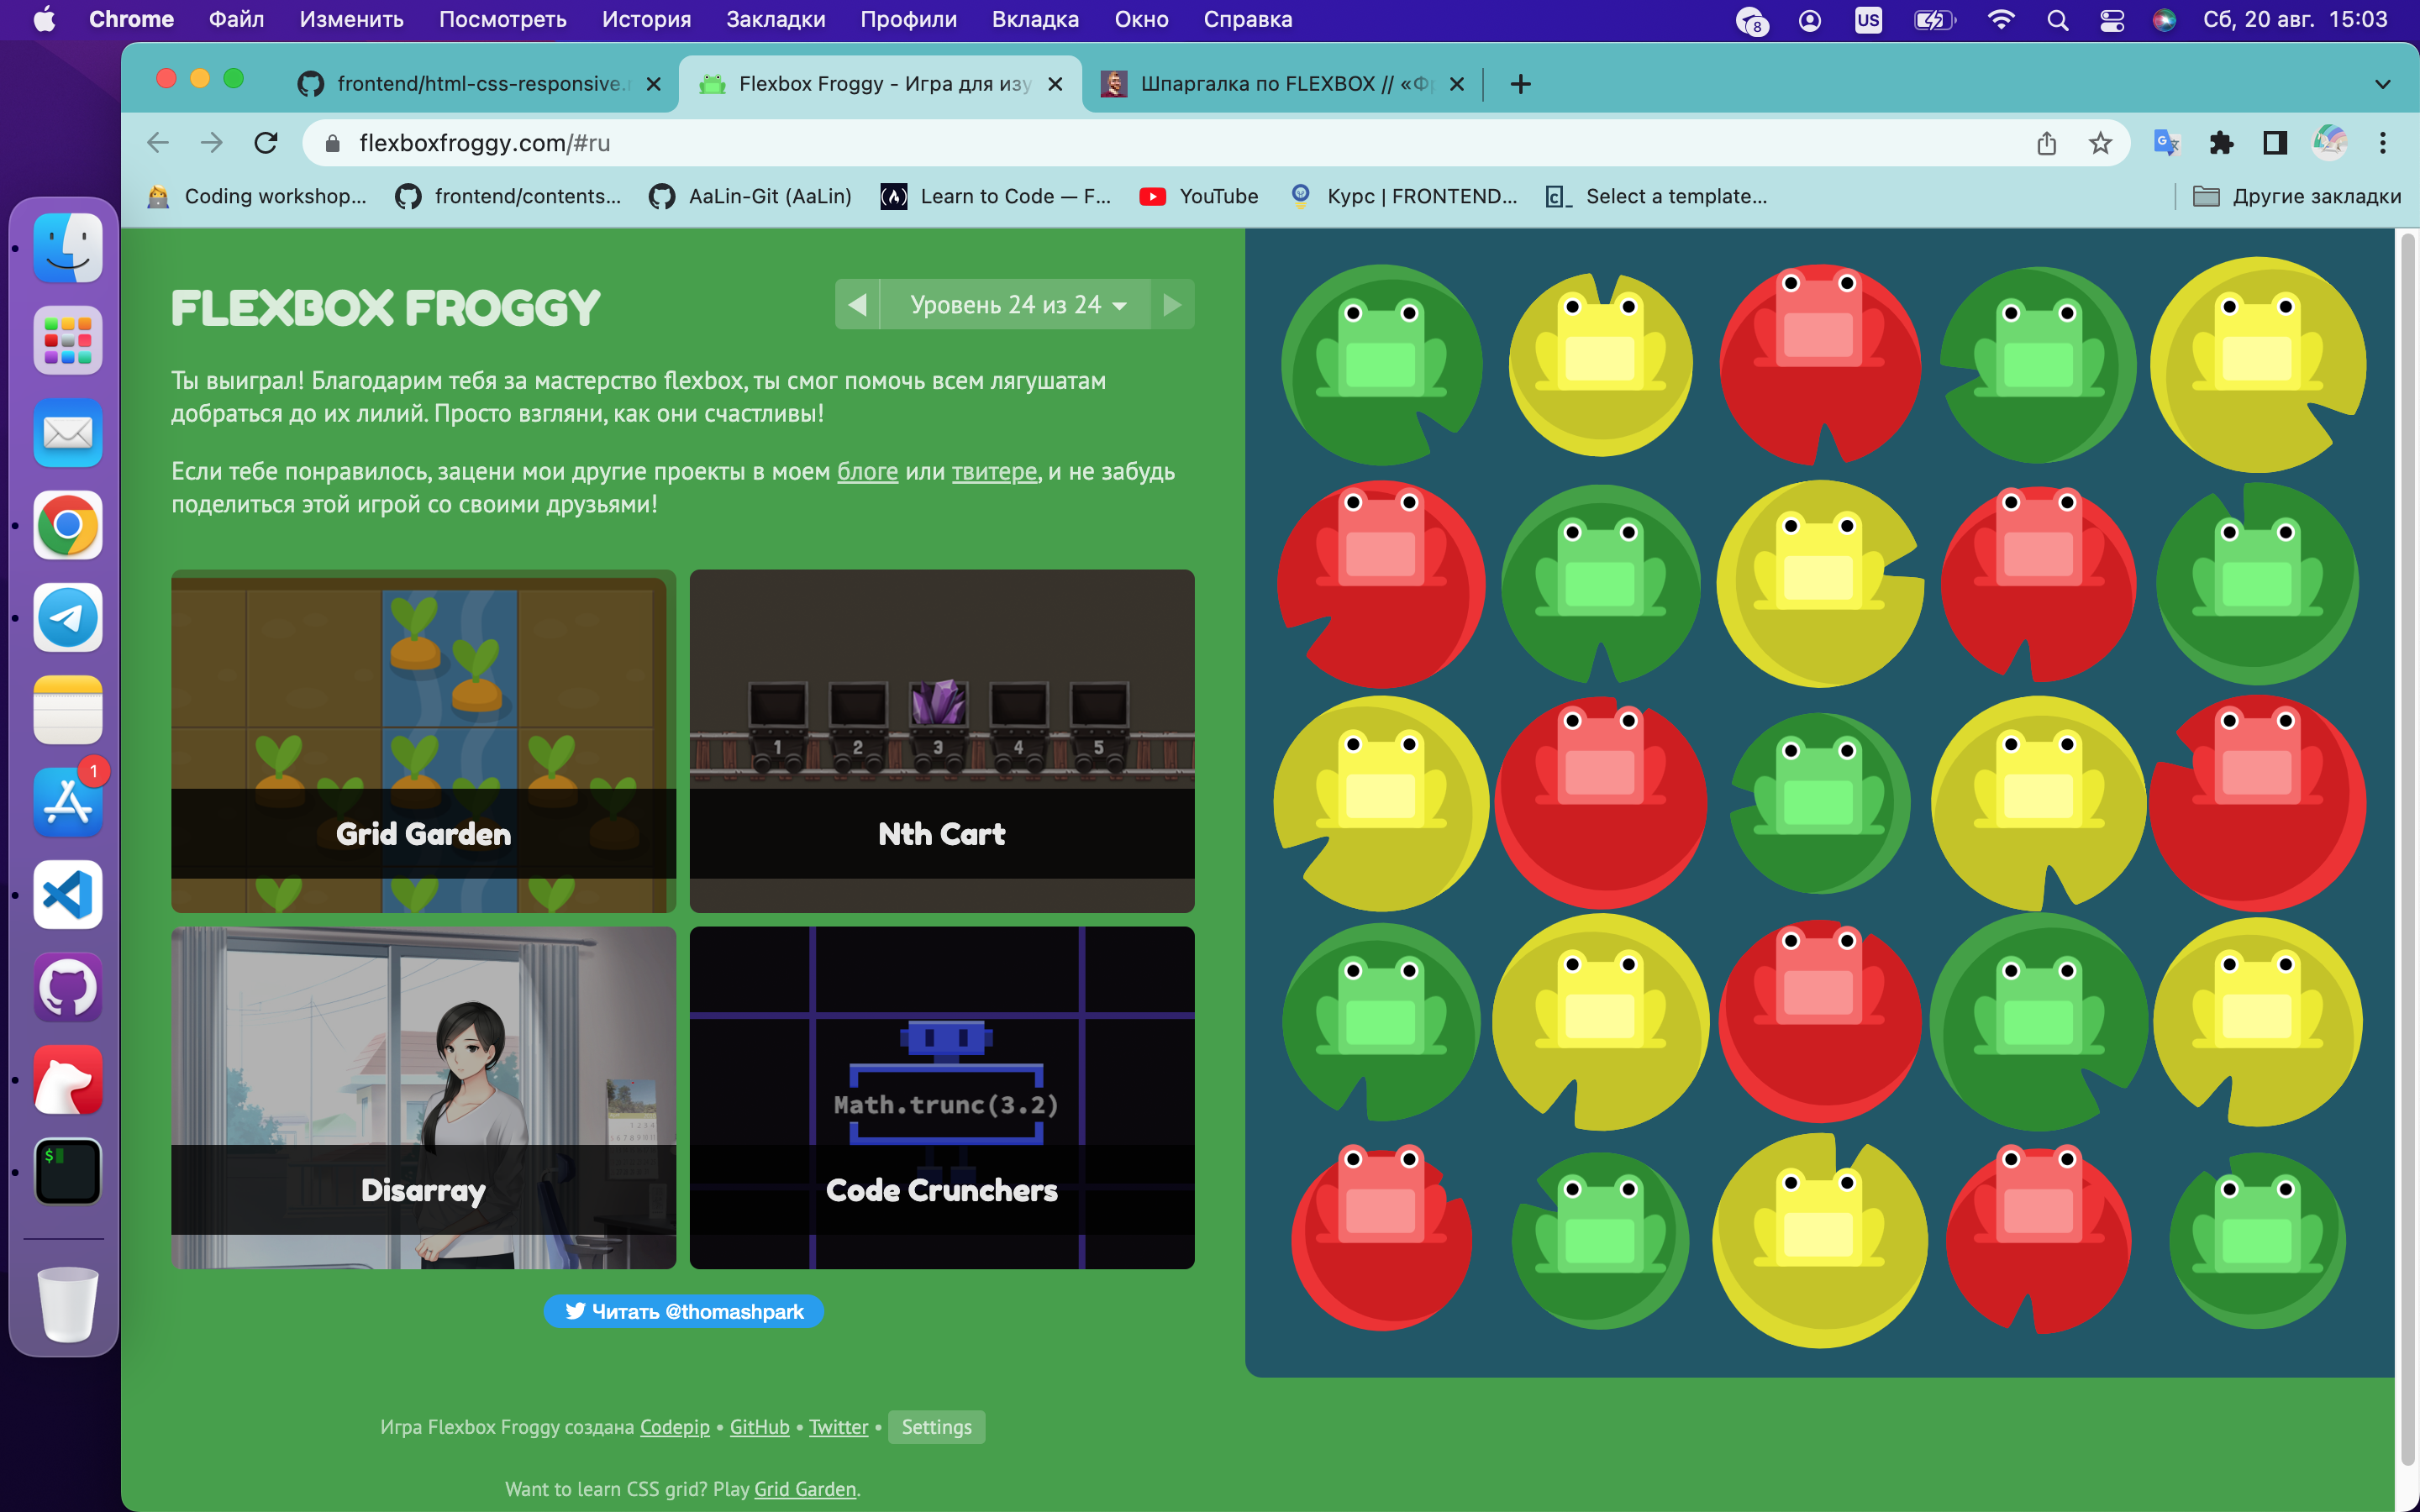 Chrome Файл Изменить Посмотреть История Закладки Профили Вкладка Окно Справка 8 US Сб, 20 авг. 15:03
frontend/html-css-responsive.r Flexbox Froggy - Игра для изу Шпаргалка по FLEXBOX // «Ф
flexboxfroggy.com/#ru
Coding workshop... frontend/contents... AaLin-Git (AaLin) Learn to Code — F... YouTube Курс | FRONTEND... Select a template... Другие закладки
FLEXBOX FROGGY
Уровень 24 из 24
Ты выиграл! Благодарим тебя за мастерство flexbox, ты смог помочь всем лягушатам
добраться до их лилий. Просто взгляни, как они счастливы!
Если тебе понравилось, зацени мои другие проекты в моем блоге или твитере, и не забудь
поделиться этой игрой со своими друзьями!
1 2 3 4 5
Grid Garden
Nth Cart
Math.trunc(3.2)
Disarray
Code Crunchers
Читать @thomashpark
Игра Flexbox Froggy создана Codepip • GitHub • Twitter • Settings
Want to learn CSS grid? Play Grid Garden.
1
$